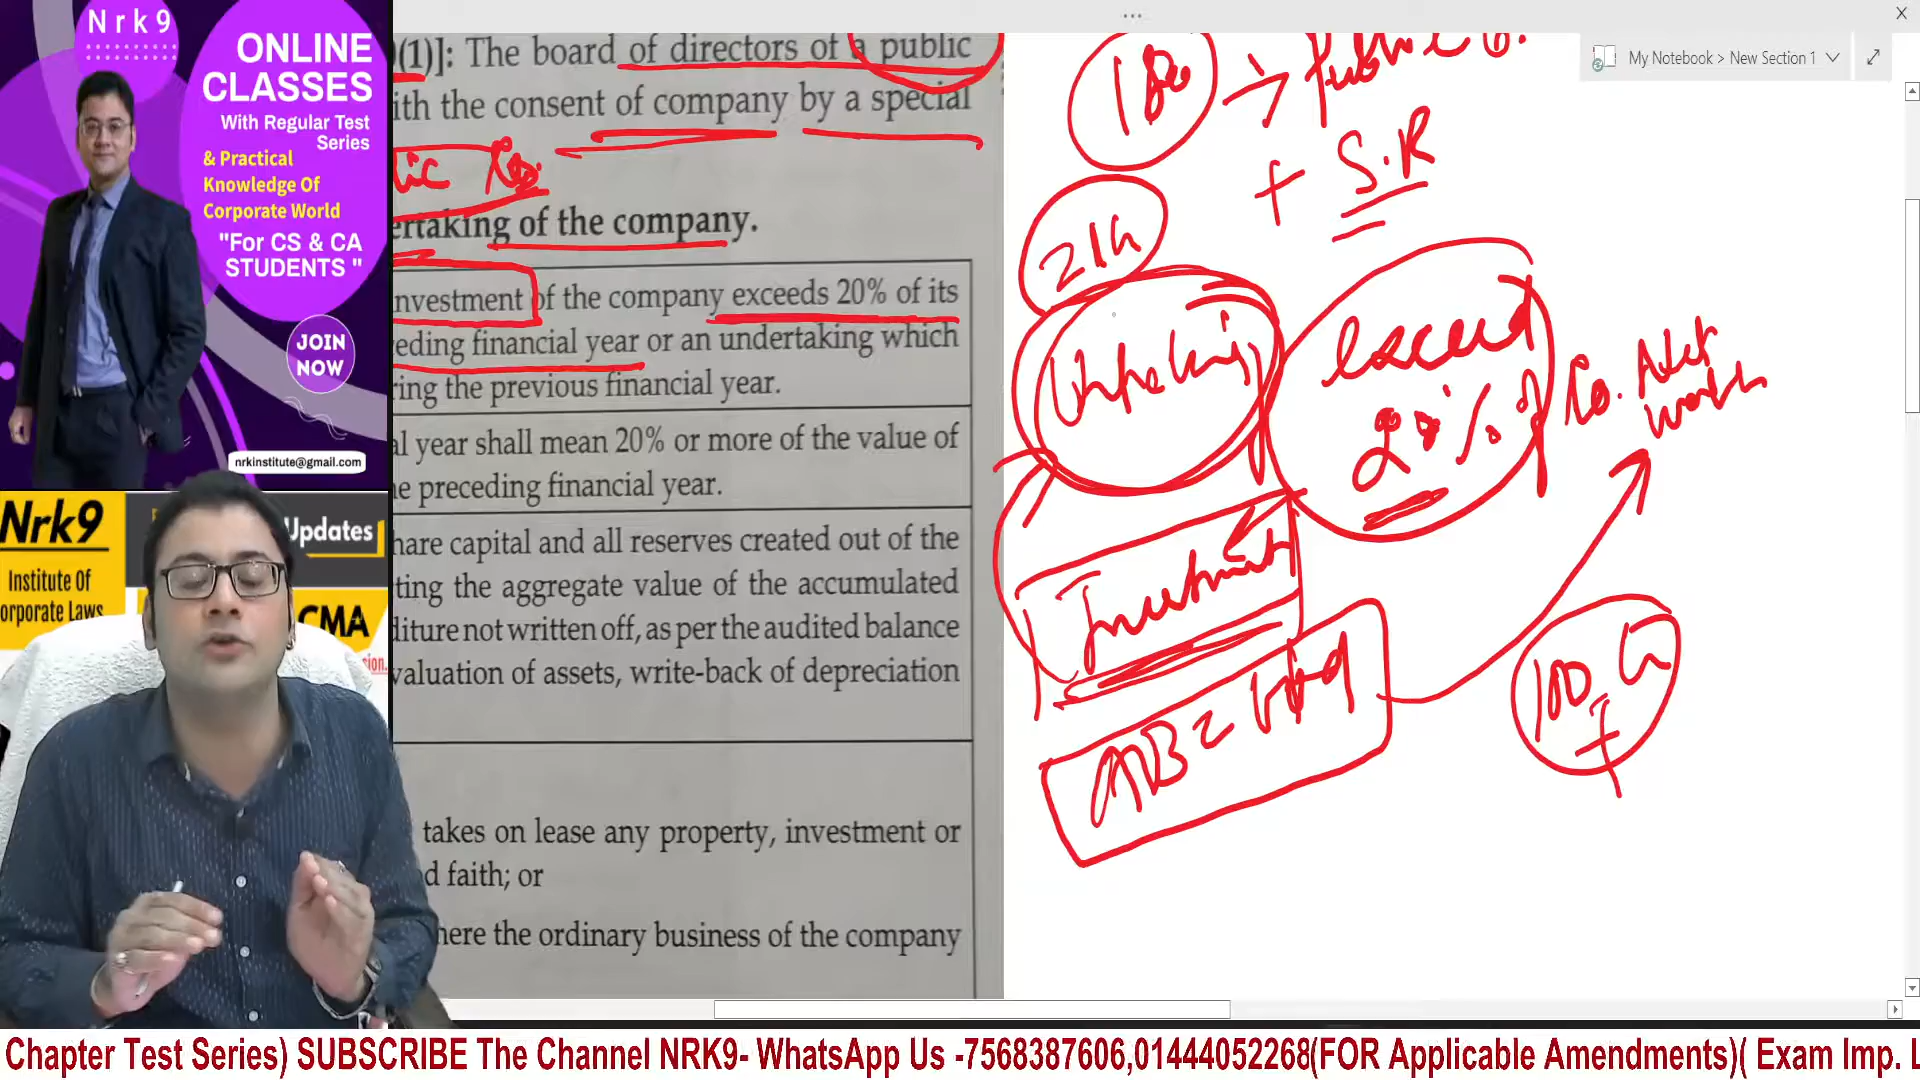 Nrk9
ONLINE
CLASSES
With Regular Test
Series
& Practical
Knowledge Of
Corporate World
"For CS & CA
STUDENTS "
JOIN
NOW
nrkinstitute@gmail.com
Nrk9
Institute Of
orporate Laws
Updates
CMA
(1)]: The board of directors of a public
ith the consent of company by a special
lic Co.
ertaking of the company.
nvestment of the company exceeds 20% of its
eding financial year or an undertaking which
ring the previous financial year.
al year shall mean 20% or more of the value of
he preceding financial year.
hare capital and all reserves created out of the
ting the aggregate value of the accumulated
diture not written off, as per the audited balance
valuation of assets, write-back of depreciation
takes on lease any property, investment or
d faith; or
here the ordinary business of the company
My Notebook > New Section 1
180 → Public Co.
+ S.R
exceed
20% of Co. Net
worth
Investment
100
Chapter Test Series) SUBSCRIBE The Channel NRK9- WhatsApp Us -7568387606,01444052268(FOR Applicable Amendments)( Exam Imp. L